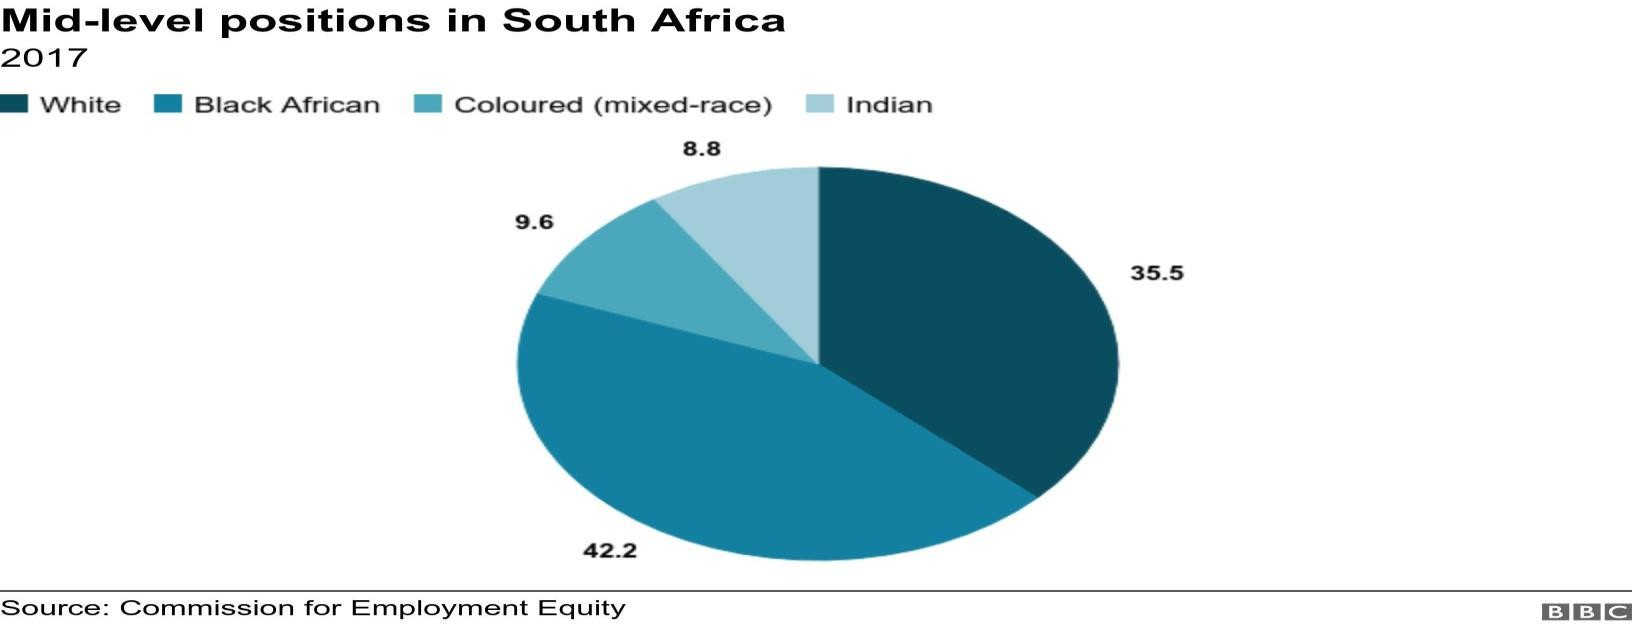 Mid-level positions in South Africa
2017
White Black African Coloured (mixed-race) Indian
8.8
9.6
35.5
42.2
Source: Commission for Employment Equity
BBC